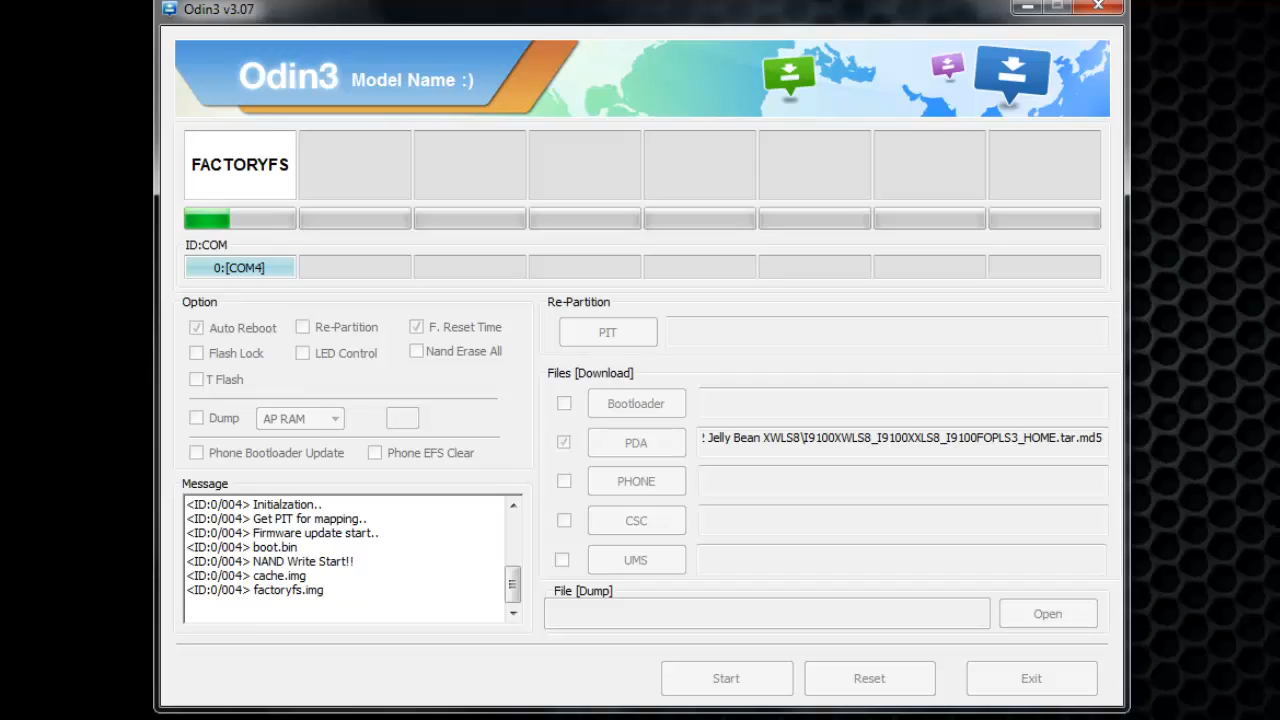 Odin3 v3.07
Odin3 Model Name :)
FACTORYFS
ID:COM
0:[COM4]
Option
Auto Reboot
Re-Partition
F. Reset Time
Flash Lock
LED Control
Nand Erase All
T Flash
Dump
AP RAM
Phone Bootloader Update
Phone EFS Clear
Message
<ID:0/004> Initialzation..
<ID:0/004> Get PIT for mapping..
<ID:0/004> Firmware update start..
<ID:0/004> boot.bin
<ID:0/004> NAND Write Start!!
<ID:0/004> cache.img
<ID:0/004> factoryfs.img
Re-Partition
PIT
Files [Download]
Bootloader
PDA
Jelly Bean XWLS8\I9100XWLS8_I9100XXLS8_I9100FOPLS3_HOME.tar.md5
PHONE
CSC
UMS
File [Dump]
Open
Start
Reset
Exit